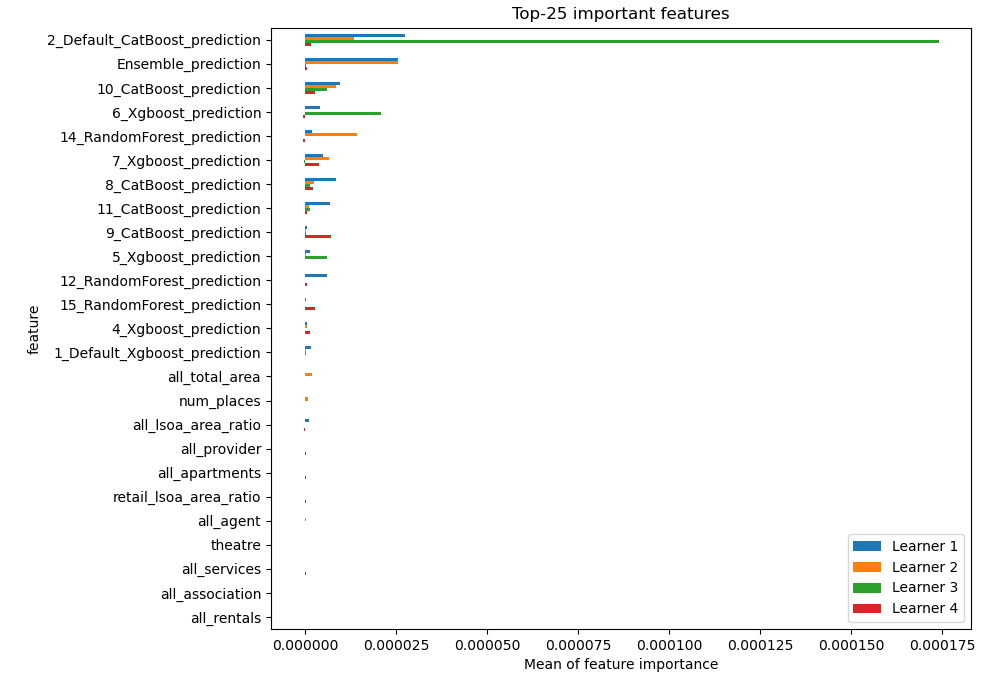 Top-25 important features
2_Default_CatBoost_prediction
Ensemble_prediction
10_CatBoost_prediction
6_Xgboost_prediction
14_RandomForest_prediction
7_Xgboost_prediction
8_CatBoost_prediction
11_CatBoost_prediction
9_CatBoost_prediction
5_Xgboost_prediction
12_RandomForest_prediction
15_RandomForest_prediction
4_Xgboost_prediction
1_Default_Xgboost_prediction
all_total_area
num_places
all_lsoa_area_ratio
all_provider
all_apartments
retail_lsoa_area_ratio
all_agent
theatre
all_services
all_association
all_rentals
feature
Learner 1
Learner 2
Learner 3
Learner 4
0.000000 0.000025 0.000050 0.000075 0.000100 0.000125 0.000150 0.000175
Mean of feature importance